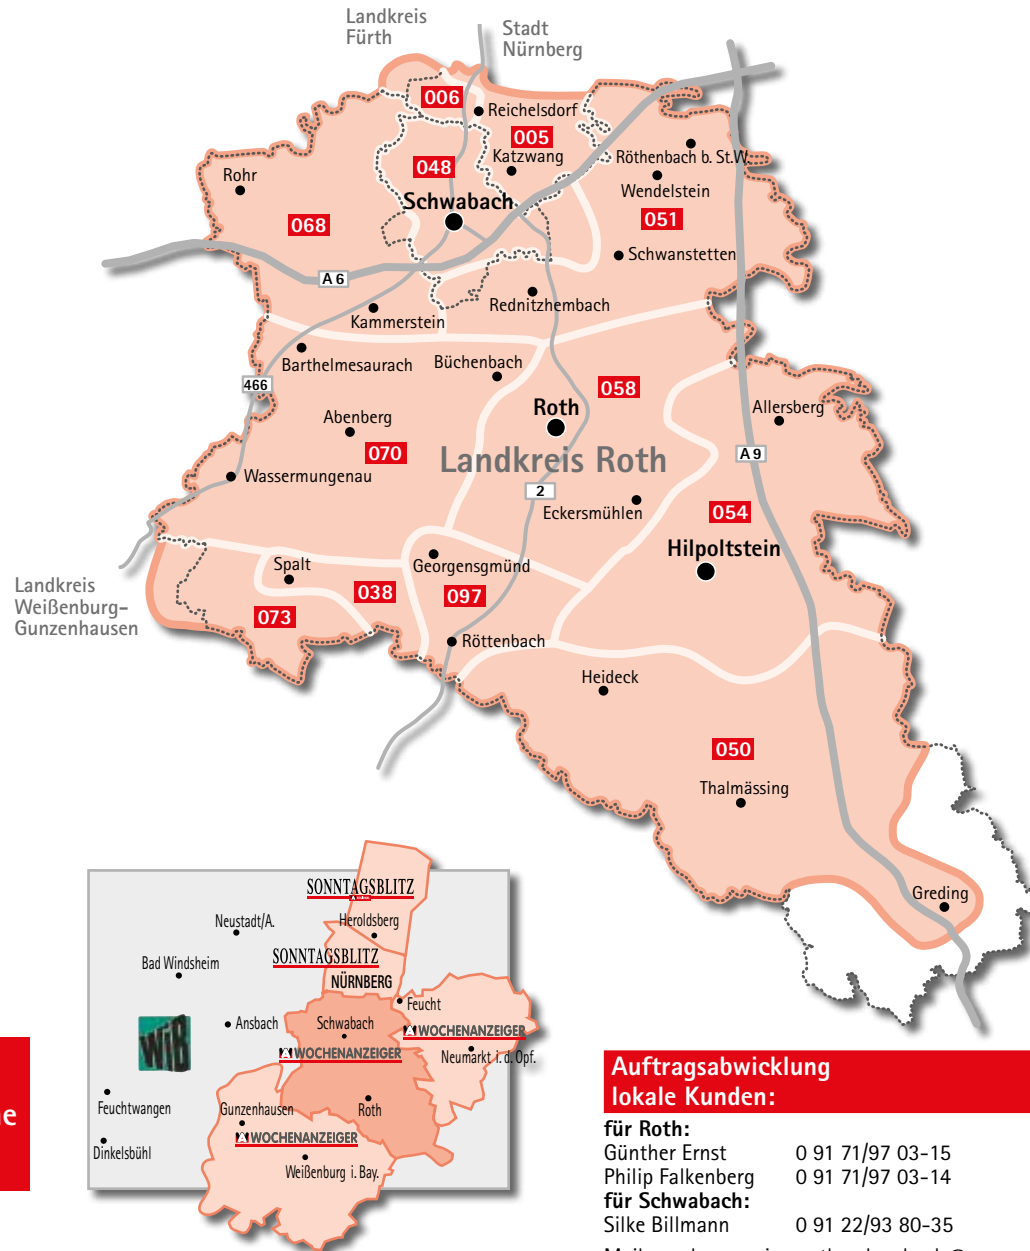 Landkreis
Fürth
Stadt
Nürnberg
006
Reichelsdorf
005
Katzwang
048
Röthenbach b. St.W.
Rohr
Wendelstein
Schwabach
051
068
Schwanstetten
A 6
Rednitzhembach
Kammerstein
Barthelmesaurach
Büchenbach
466
058
Allersberg
Abenberg
Roth
070
Landkreis Roth
A 9
Wassermungenau
2
Eckersmühlen
054
Hilpoltstein
Spalt
Georgensgmünd
Landkreis
Weißenburg-
Gunzenhausen
038
097
073
Röttenbach
Heideck
050
Thalmässing
Greding
SONNTAGSBLITZ
Neustadt/A.
Heroldsberg
SONNTAGSBLITZ
Bad Windsheim
NÜRNBERG
Feucht
Ansbach
Schwabach
WOCHENANZEIGER
WiB
WOCHENANZEIGER
Neumarkt i. d. Opf.
Feuchtwangen
Gunzenhausen
Roth
WOCHENANZEIGER
Dinkelsbühl
Weißenburg i. Bay.
Auftragsabwicklung
lokale Kunden:
für Roth:
Günther Ernst 0 91 71/97 03-15
Philip Falkenberg 0 91 71/97 03-14
für Schwabach:
Silke Billmann 0 91 22/93 80-35